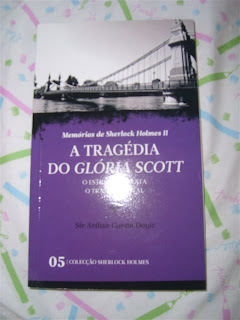 Memórias de Sherlock Holmes II
A TRAGÉDIA
DO GLÓRIA SCOTT
O
O
Sir Arthur Conan Doyle
05 | COLECÇÃO SHERLOCK HOLMES